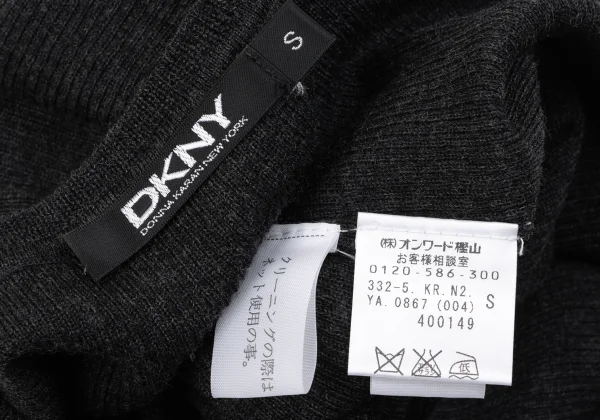 S
DKNY
DONNA KARAN NEW YORK
クリーニングの際は
ネット使用の事。
(株)オンワード樫山
お客様相談室
0120-586-300
332-5. KR. N2.
YA. 0867 (004) S
400149
低